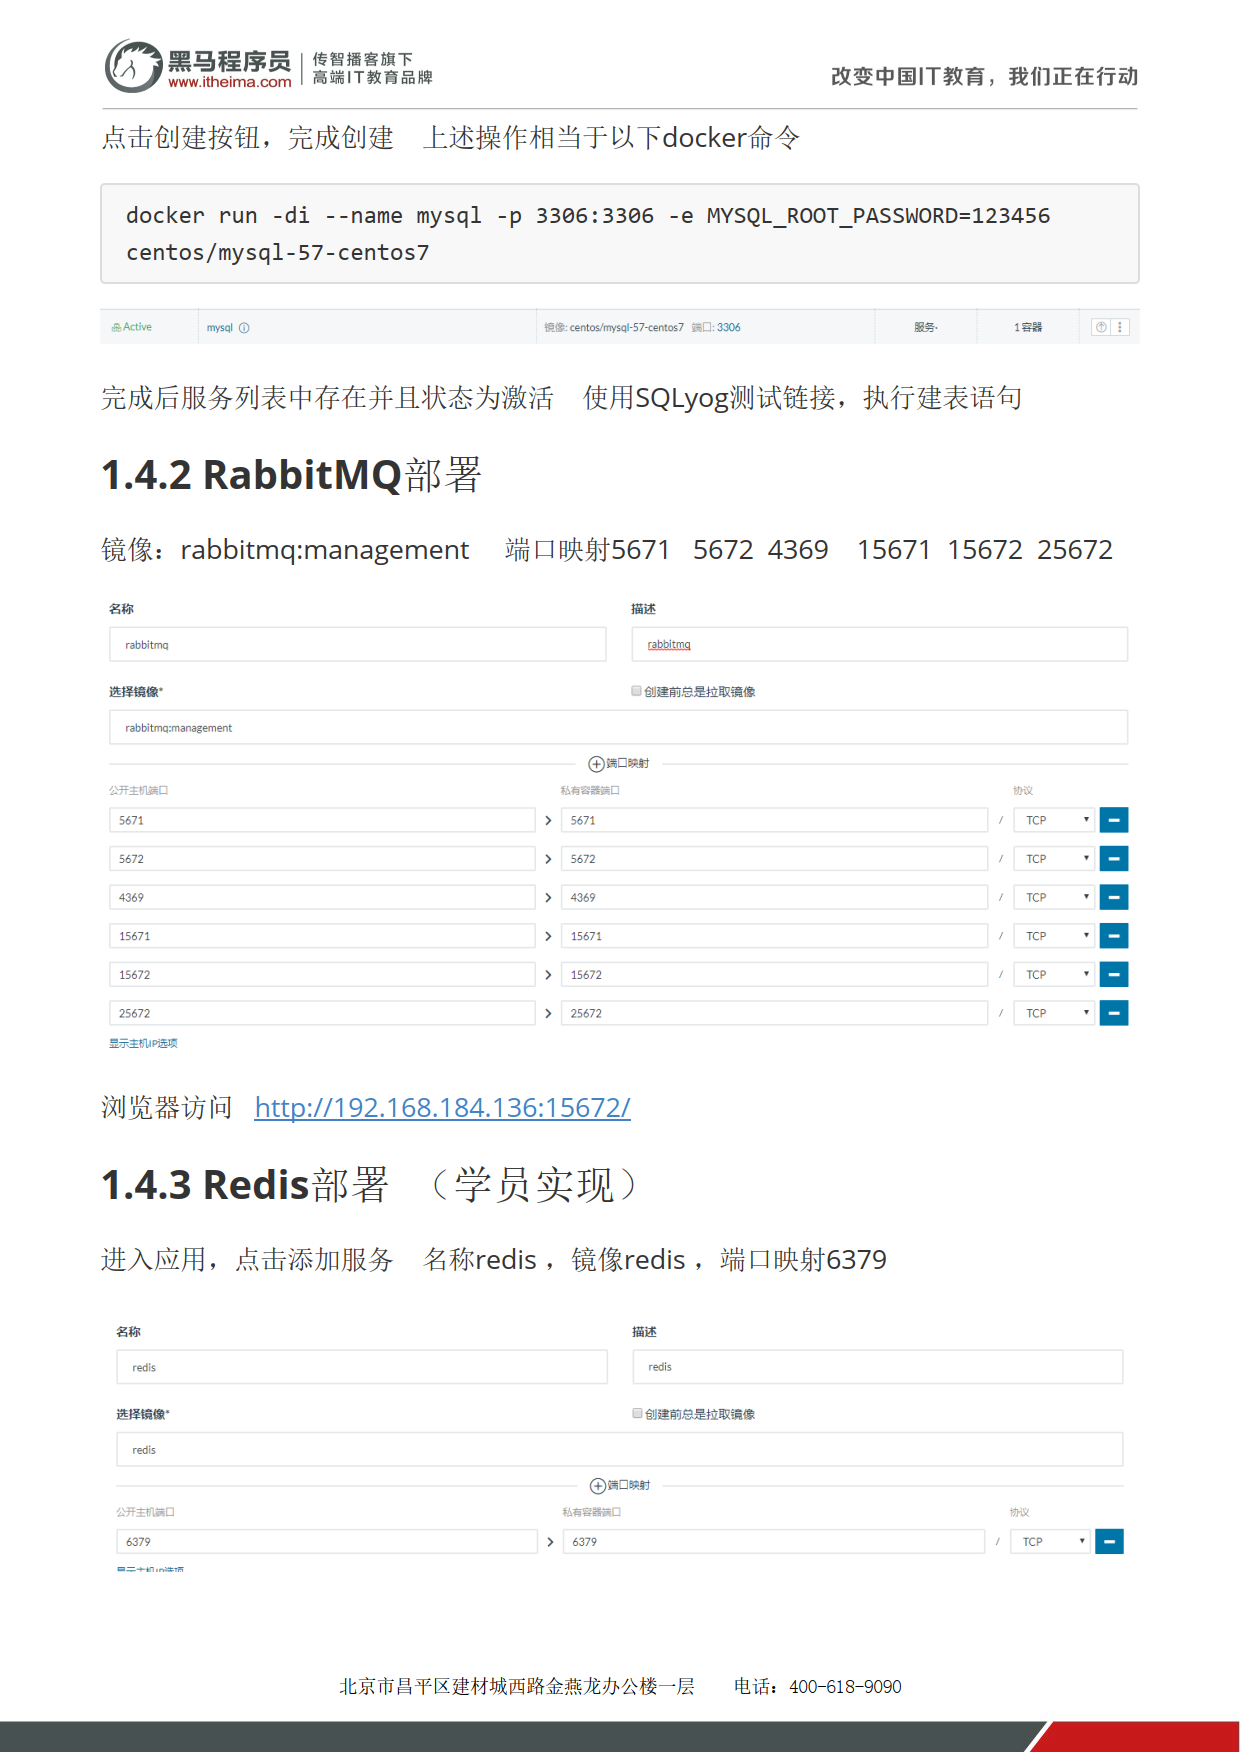 黑马程序员
www.itheima.com
传智播客旗下
高端IT教育品牌
改变中国IT教育，我们正在行动
点击创建按钮，完成创建 上述操作相当于以下docker命令
docker run -di --name mysql -p 3306:3306 -e MYSQL_ROOT_PASSWORD=123456
centos/mysql-57-centos7
Active mysql 镜像: centos/mysql-57-centos7 端口: 3306 服务· 1 容器
完成后服务列表中存在并且状态为激活 使用SQLyog测试链接，执行建表语句
1.4.2 RabbitMQ部署
镜像：rabbitmq:management 端口映射5671 5672 4369 15671 15672 25672
名称 描述
rabbitmq rabbitmq
选择镜像* 创建前总是拉取镜像
rabbitmq:management
端口映射
公开主机端口 私有容器端口 协议
5671 > 5671 / TCP
5672 > 5672 / TCP
4369 > 4369 / TCP
15671 > 15671 / TCP
15672 > 15672 / TCP
25672 > 25672 / TCP
显示主机IP选项
浏览器访问 http://192.168.184.136:15672/
1.4.3 Redis部署 （学员实现）
进入应用，点击添加服务 名称redis ，镜像redis ，端口映射6379
名称 描述
redis redis
选择镜像* 创建前总是拉取镜像
redis
端口映射
公开主机端口 私有容器端口 协议
6379 > 6379 / TCP
显示主机IP选项
北京市昌平区建材城西路金燕龙办公楼一层 电话：400-618-9090